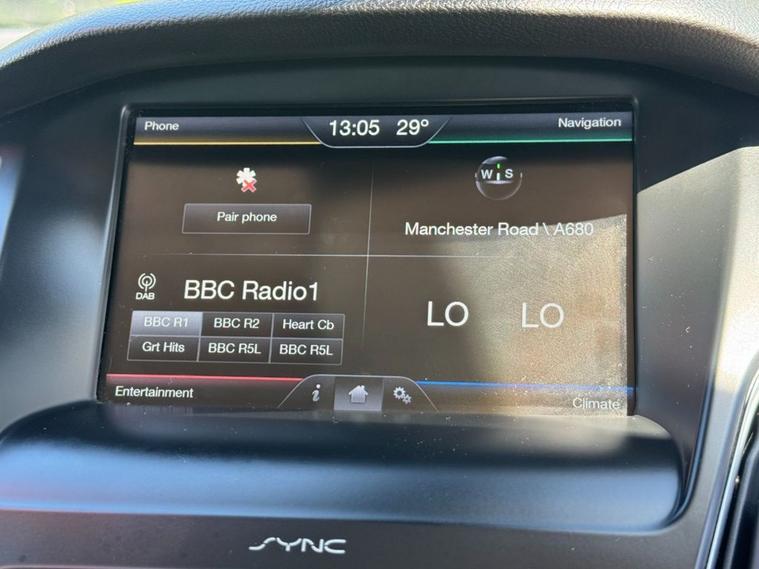 Phone
13:05 29°
Navigation
W S
Pair phone
Manchester Road \ A680
DAB
BBC Radio1
BBC R1 BBC R2 Heart Cb
Grt Hits BBC R5L BBC R5L
LO LO
Entertainment
i
Climate
SYNC